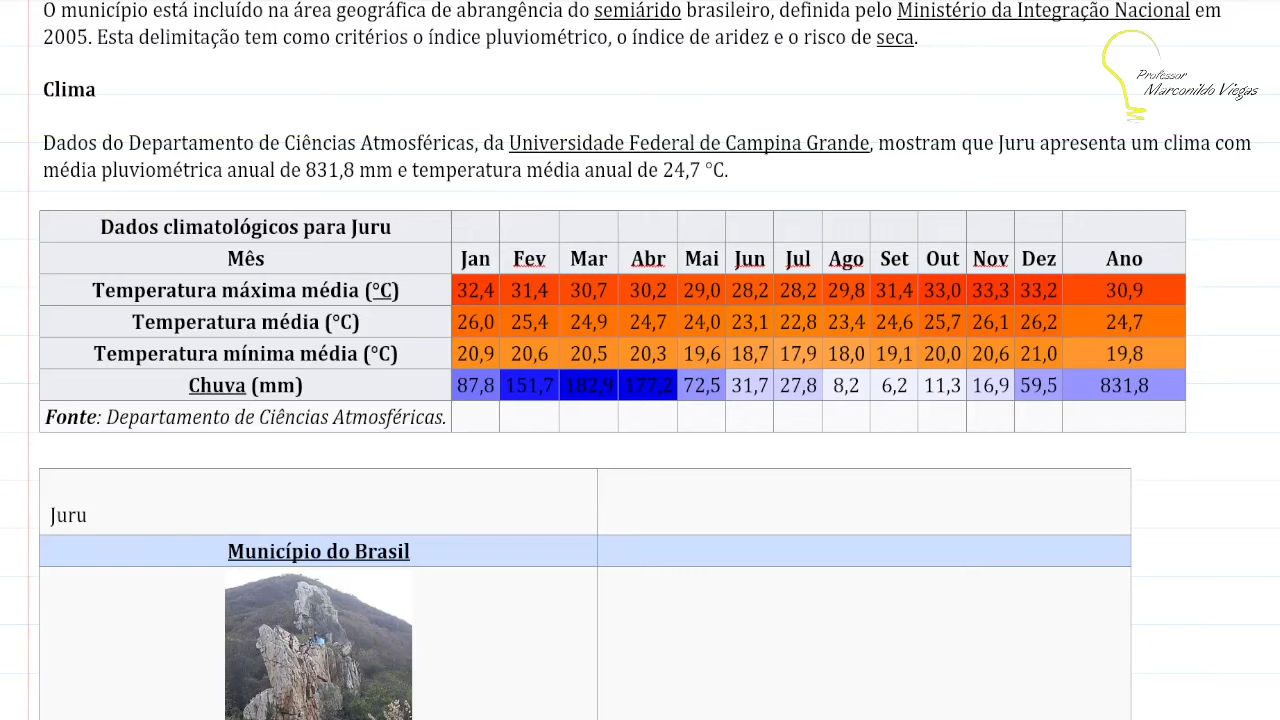 O município está incluído na área geográfica de abrangência do semiárido brasileiro, definida pelo Ministério da Integração Nacional em
2005. Esta delimitação tem como critérios o índice pluviométrico, o índice de aridez e o risco de seca.
Professor
Marconildo Viegas
Clima
Dados do Departamento de Ciências Atmosféricas, da Universidade Federal de Campina Grande, mostram que Juru apresenta um clima com
média pluviométrica anual de 831,8 mm e temperatura média anual de 24,7 °C.
Dados climatológicos para Juru
Mês Jan Fev Mar Abr Mai Jun Jul Ago Set Out Nov Dez Ano
Temperatura máxima média (°C) 32,4 31,4 30,7 30,2 29,0 28,2 28,2 29,8 31,4 33,0 33,3 33,2 30,9
Temperatura média (°C) 26,0 25,4 24,9 24,7 24,0 23,1 22,8 23,4 24,6 25,7 26,1 26,2 24,7
Temperatura mínima média (°C) 20,9 20,6 20,5 20,3 19,6 18,7 17,9 18,0 19,1 20,0 20,6 21,0 19,8
Chuva (mm) 87,8 151,7 182,9 177,2 72,5 31,7 27,8 8,2 6,2 11,3 16,9 59,5 831,8
Fonte: Departamento de Ciências Atmosféricas.
Juru
Município do Brasil